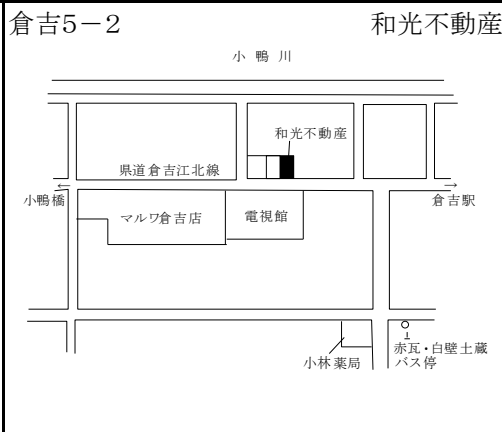 倉吉5-2 和光不動産
小鴨川
和光不動産
県道倉吉江北線
←
→
小鴨橋
倉吉駅
マルワ倉吉店
電視館
赤瓦・白壁土蔵
バス停
小林薬局